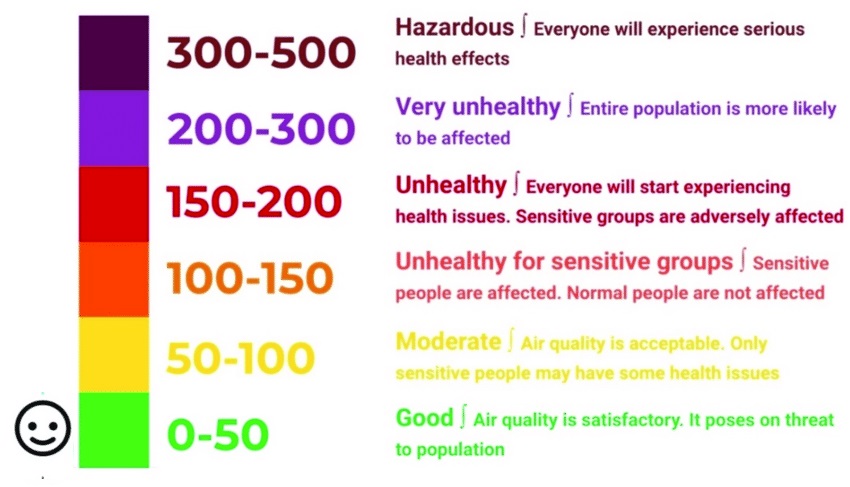 300-500
Hazardous ∫ Everyone will experience serious
health effects
200-300
Very unhealthy ∫ Entire population is more likely
to be affected
150-200
Unhealthy ∫ Everyone will start experiencing
health issues. Sensitive groups are adversely affected
100-150
Unhealthy for sensitive groups ∫ Sensitive
people are affected. Normal people are not affected
50-100
Moderate ∫ Air quality is acceptable. Only
sensitive people may have some health issues
0-50
Good ∫ Air quality is satisfactory. It poses on threat
to population